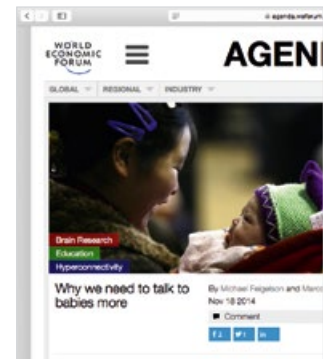 agenda.weforum
WORLD
ECONOMIC
FORUM
AGEN
GLOBAL REGIONAL INDUSTRY
Brain Research
Education
Hyperconnectivity
Why we need to talk to
babies more
By Michael Feigelson and Marco
Nov 18 2014
Comment